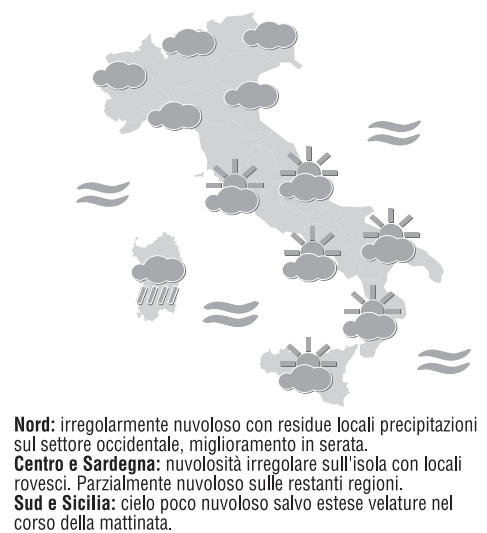 Nord: irregolarmente nuvoloso con residue locali precipitazioni
sul settore occidentale, miglioramento in serata.
Centro e Sardegna: nuvolosità irregolare sull'isola con locali
rovesci. Parzialmente nuvoloso sulle restanti regioni.
Sud e Sicilia: cielo poco nuvoloso salvo estese velature nel
corso della mattinata.